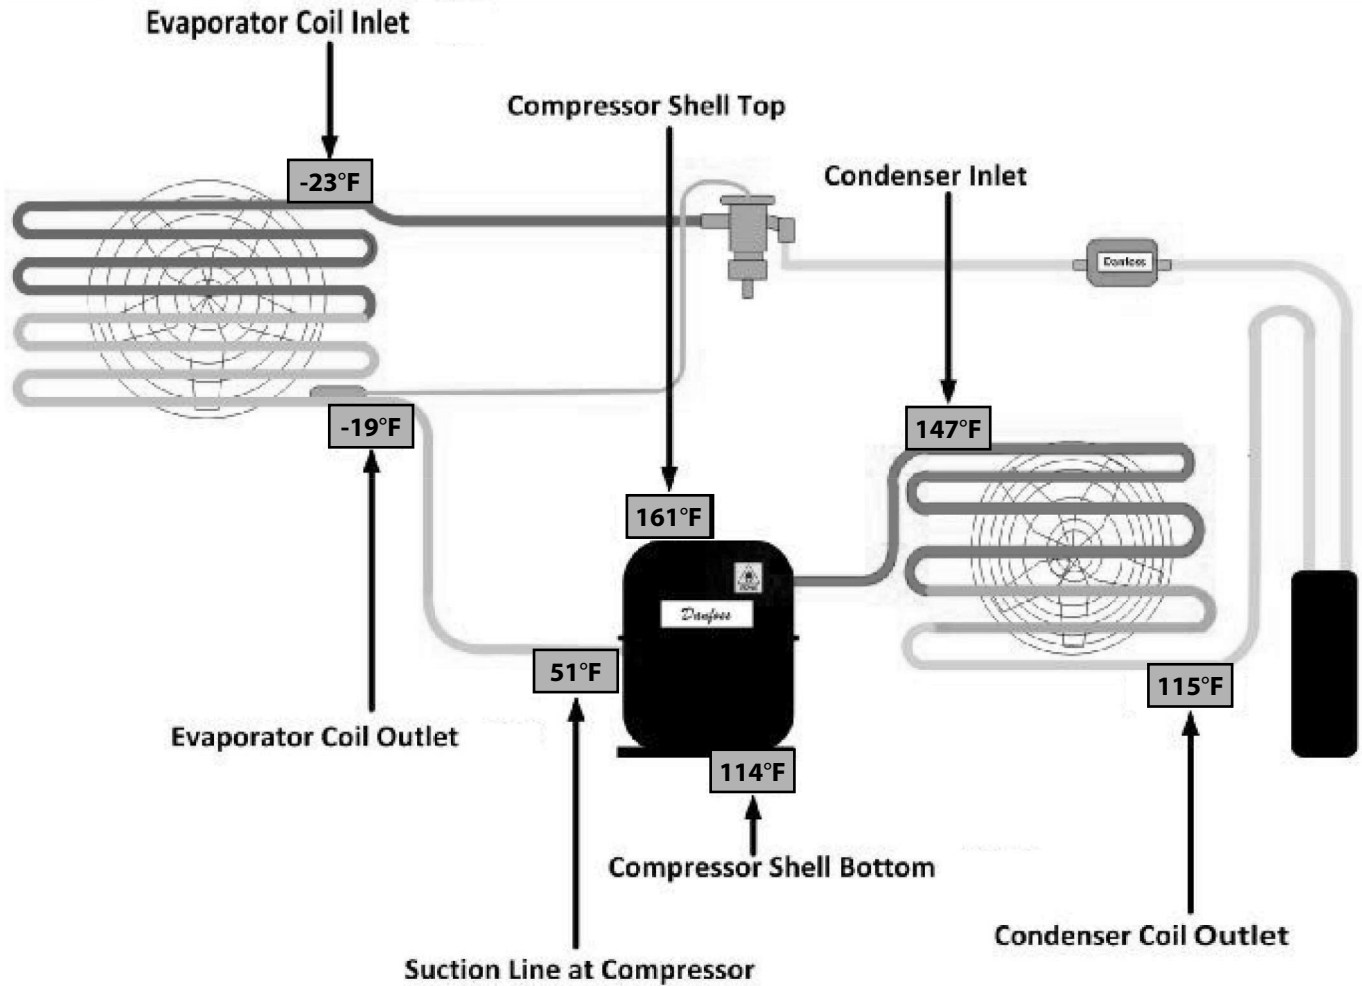 Evaporator Coil Inlet
Compressor Shell Top
-23°F
Condenser Inlet
Danfoss
-19°F
147°F
161°F
Danfoss
51°F
115°F
Evaporator Coil Outlet
114°F
Compressor Shell Bottom
Condenser Coil Outlet
Suction Line at Compressor